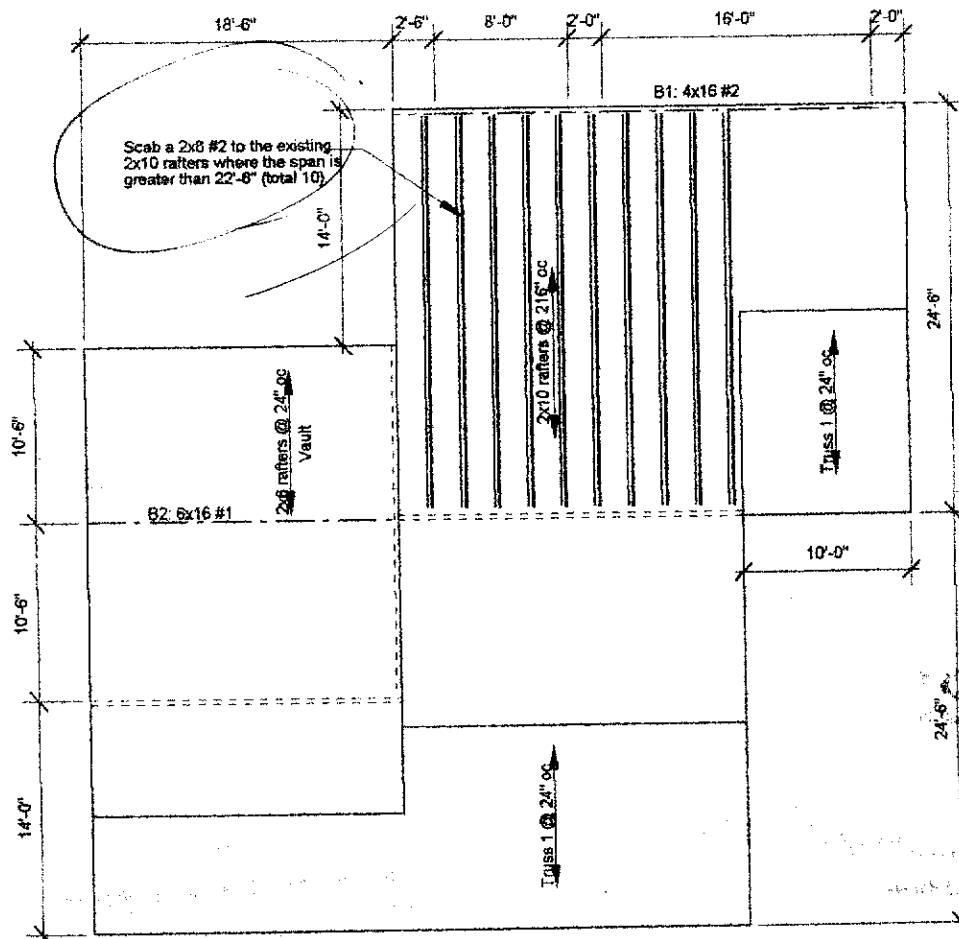 18'-6"
2'-6"
8'-0"
2'-0"
16'-0"
2'-0"
B1: 4x16 #2
Scab a 2x8 #2 to the existing
2x10 rafters where the span is
greater than 22'-6" (total 10)
14'-0"
2x10 rafters @ 216" oc
24'-6"
Truss 1 @ 24" oc
10'-6"
2x6 rafters @ 24" oc
Vault
B2: 6x16 #1
10'-0"
10'-6"
24'-6"
14'-0"
Truss 1 @ 24" oc